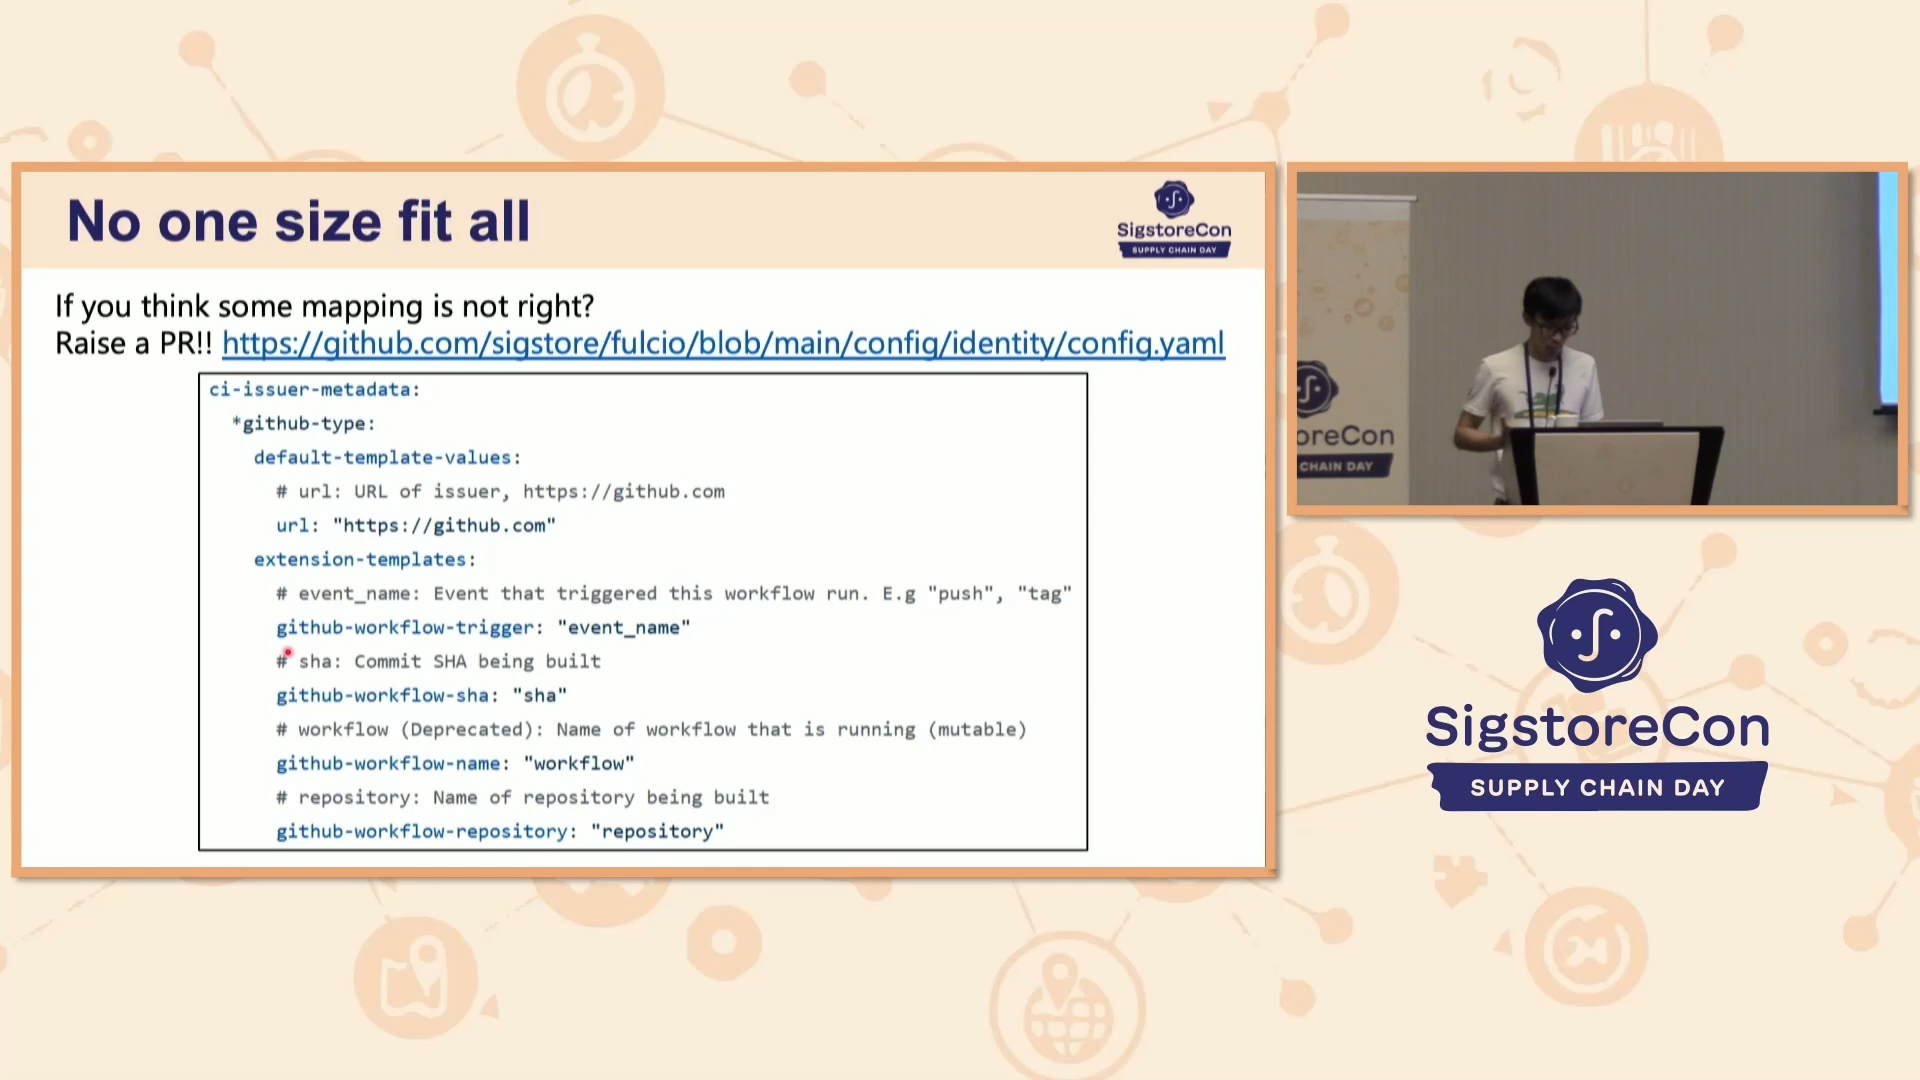 No one size fit all
SigstoreCon
SUPPLY CHAIN DAY
If you think some mapping is not right?
Raise a PR!! https://github.com/sigstore/fulcio/blob/main/config/identity/config.yaml
ci-issuer-metadata:
*github-type:
default-template-values:
# url: URL of issuer, https://github.com
url: "https://github.com"
extension-templates:
# event_name: Event that triggered this workflow run. E.g "push", "tag"
github-workflow-trigger: "event_name"
# sha: Commit SHA being built
github-workflow-sha: "sha"
# workflow (Deprecated): Name of workflow that is running (mutable)
github-workflow-name: "workflow"
# repository: Name of repository being built
github-workflow-repository: "repository"
oreCon
CHAIN DAY
SigstoreCon
SUPPLY CHAIN DAY